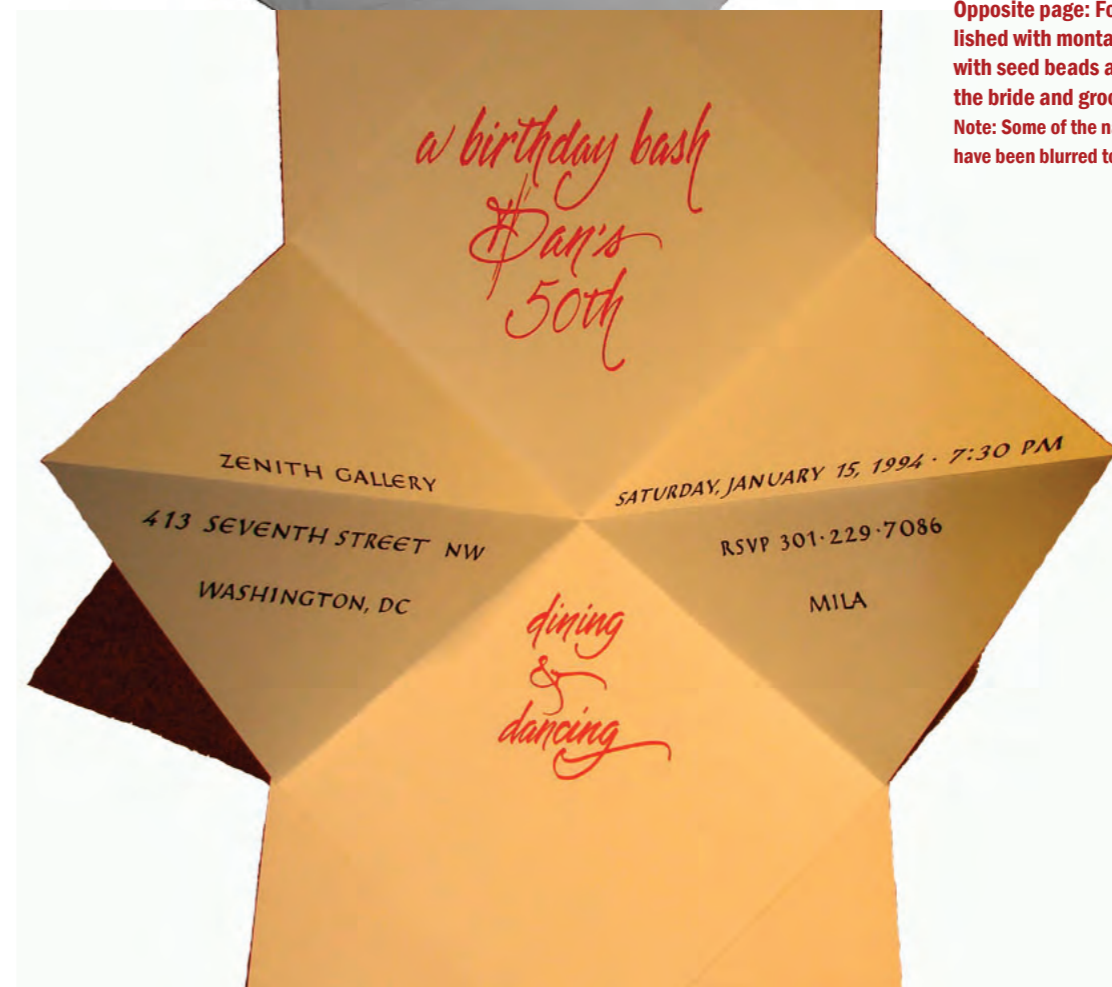 Opposite page: Fo
lished with monta
with seed beads a
the bride and groo
Note: Some of the n
have been blurred to
a birthday bash
Dan's
50th
ZENITH GALLERY
413 SEVENTH STREET NW
WASHINGTON, DC
SATURDAY, JANUARY 15, 1994 · 7:30 PM
RSVP 301·229·7086
MILA
dining
&
dancing